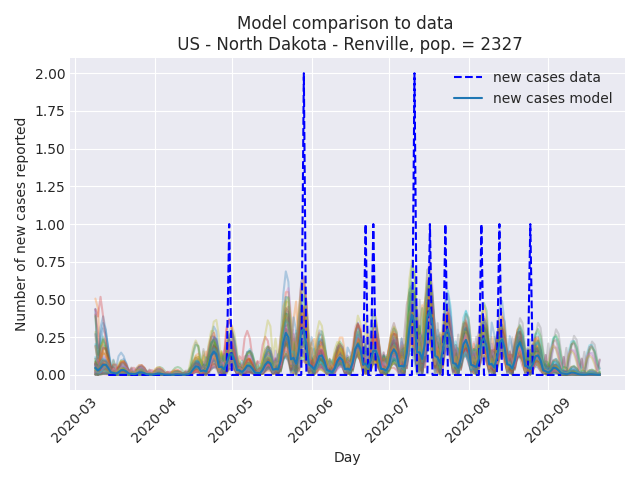 Model comparison to data
US - North Dakota - Renville, pop. = 2327
new cases data
new cases model
Number of new cases reported
2.00
1.75
1.50
1.25
1.00
0.75
0.50
0.25
0.00
2020-03
2020-04
2020-05
2020-06
2020-07
2020-08
2020-09
Day